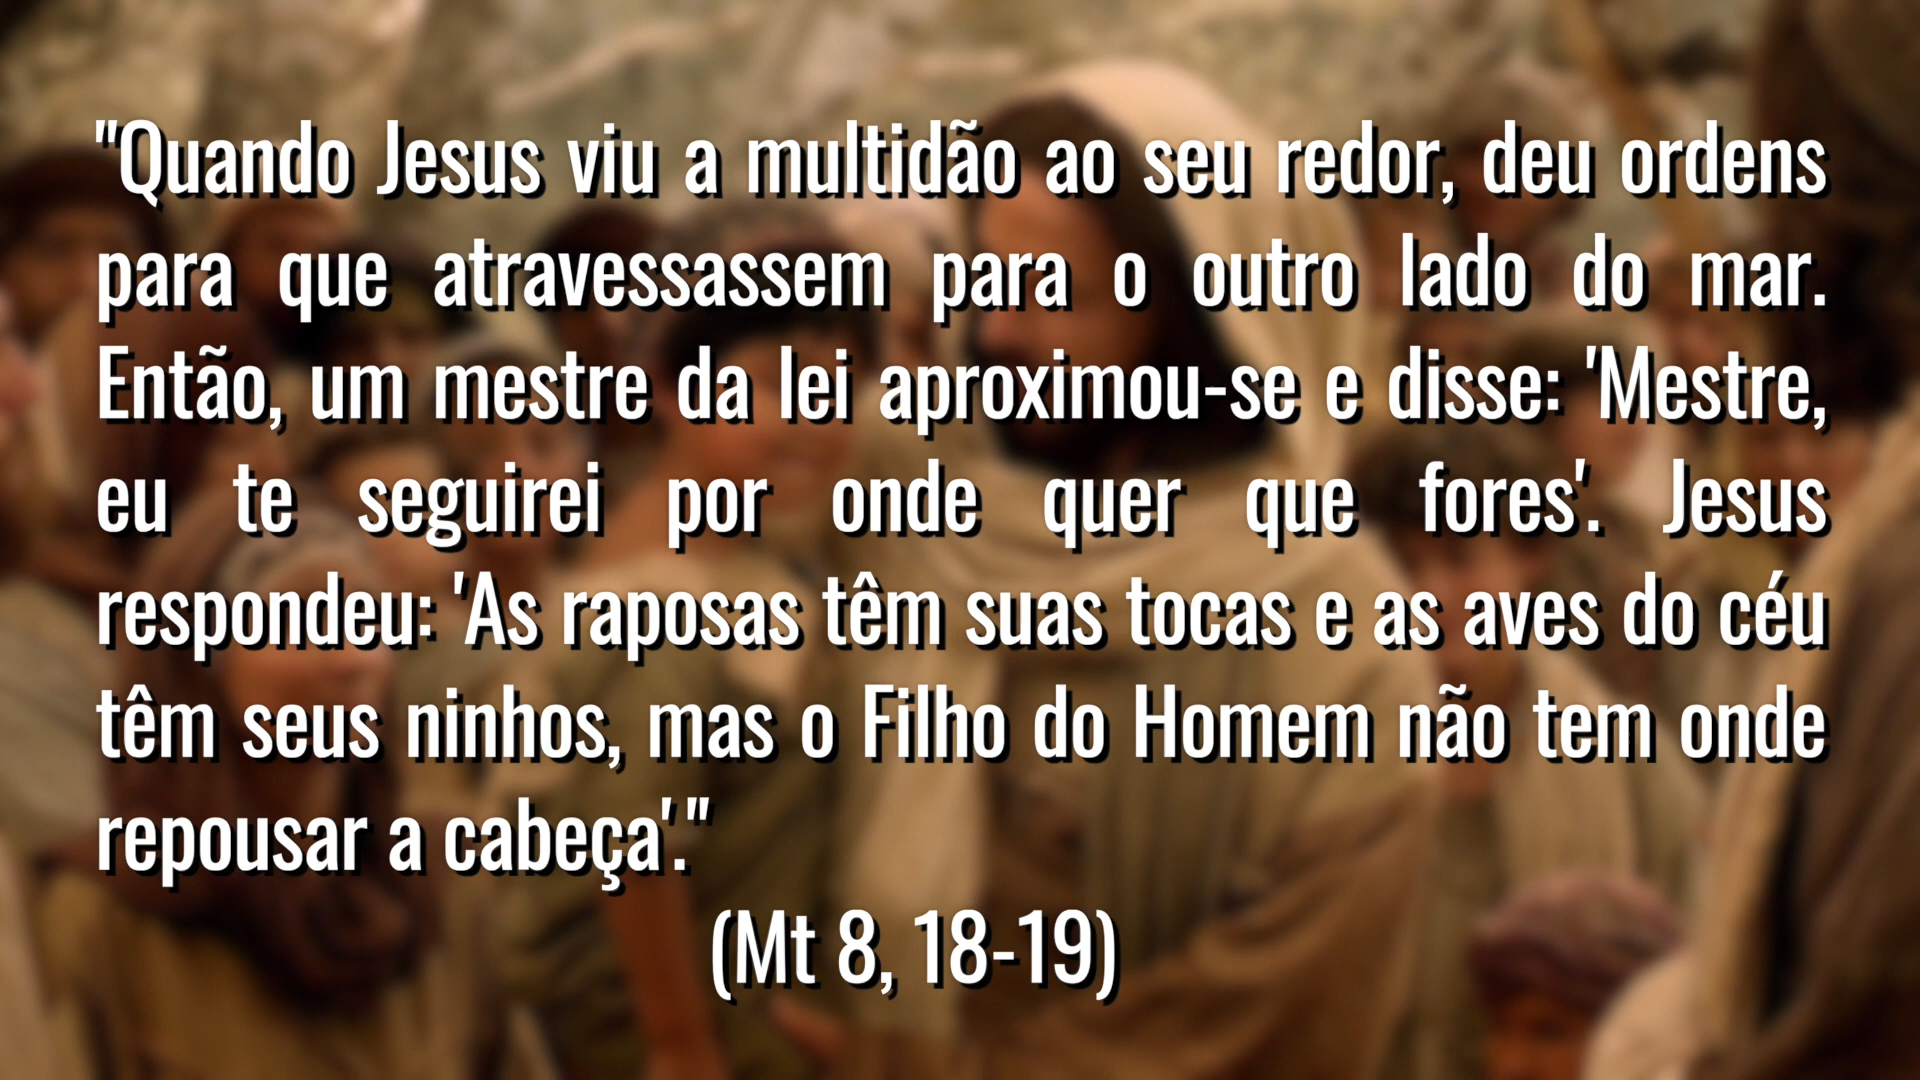 "Quando Jesus viu a multidão ao seu redor, deu ordens
para que atravessassem para o outro lado do mar.
Então, um mestre da lei aproximou-se e disse: 'Mestre,
eu te seguirei por onde quer que fores'. Jesus
respondeu: 'As raposas têm suas tocas e as aves do céu
têm seus ninhos, mas o Filho do Homem não tem onde
repousar a cabeça'."
(Mt 8, 18-19)